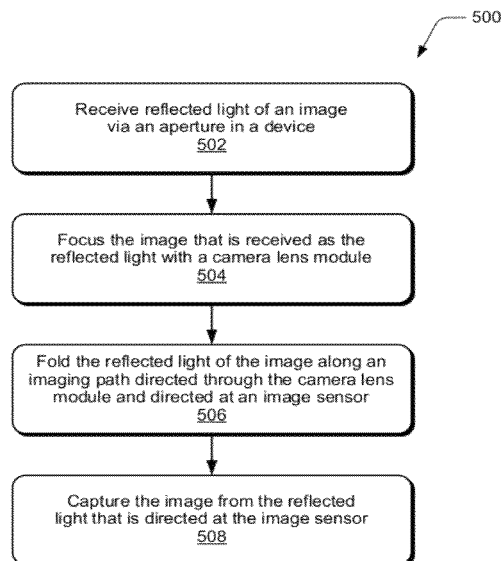 500
Receive reflected light of an image
via an aperture in a device
502
Focus the image that is received as the
reflected light with a camera lens module
504
Fold the reflected light of the image along an
imaging path directed through the camera lens
module and directed at an image sensor
506
Capture the image from the reflected
light that is directed at the image sensor
508